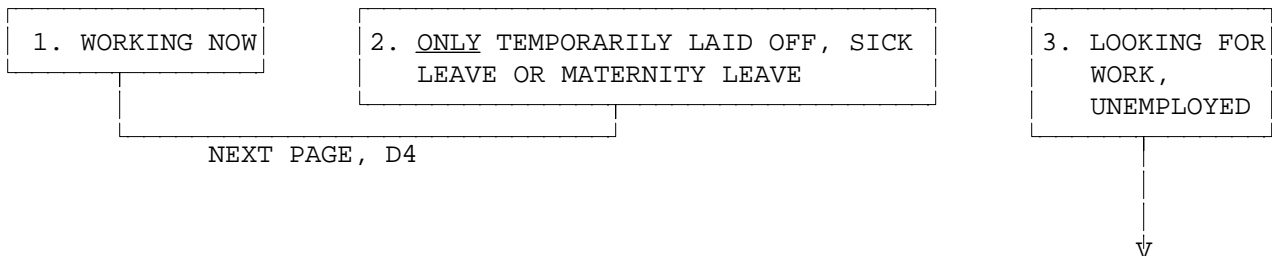 1. WORKING NOW
2. ONLY TEMPORARILY LAID OFF, SICK
LEAVE OR MATERNITY LEAVE
3. LOOKING FOR
WORK,
UNEMPLOYED
NEXT PAGE, D4
V